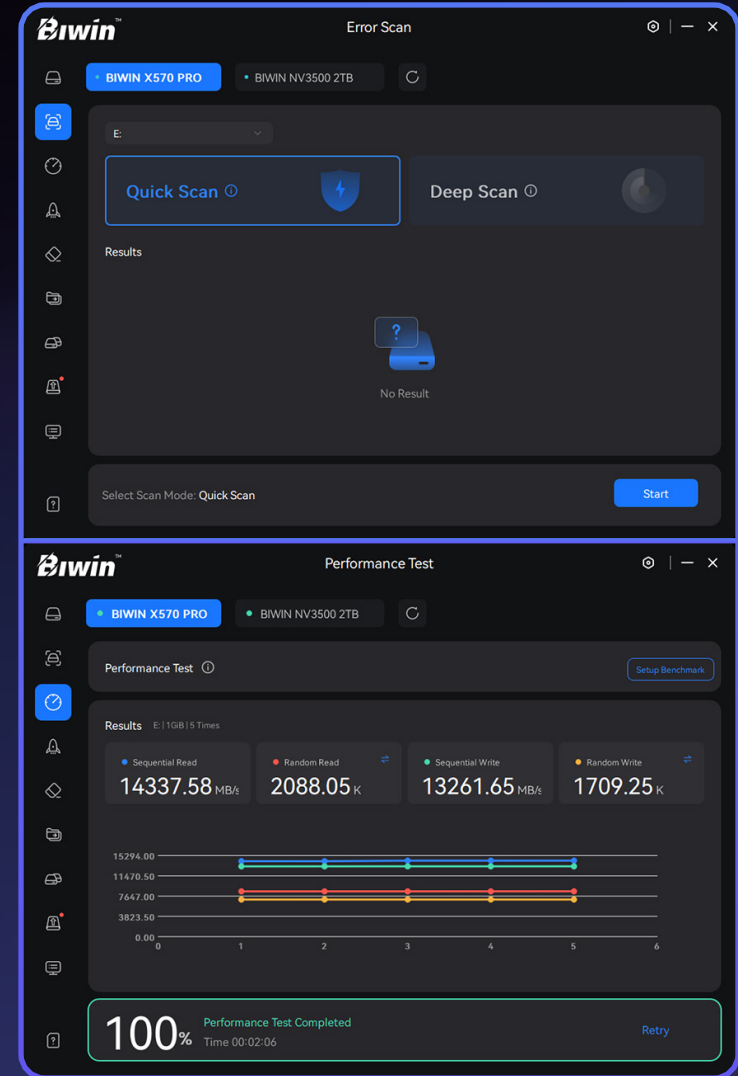 Biwin™
Error Scan
BIWIN X570 PRO
BIWIN NV3500 2TB
E:
Quick Scan
Deep Scan
Results
?
No Result
Select Scan Mode: Quick Scan
Start
?
Biwin™
Performance Test
BIWIN X570 PRO
BIWIN NV3500 2TB
Performance Test
Setup Benchmark
Results E: | 1GiB | 5 Times
Sequential Read
14337.58 MB/s
Random Read
2088.05 K
Sequential Write
13261.65 MB/s
Random Write
1709.25 K
15294.00
11470.50
7647.00
3823.50
0.00
0 1 2 3 4 5 6
100%
Performance Test Completed
Time 00:02:06
Retry
?